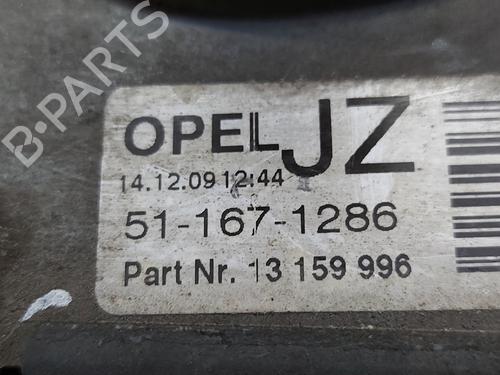 B-PARTS
OPEL JZ
14.12.09 12:44
51-167-1286
Part Nr. 13 159 996